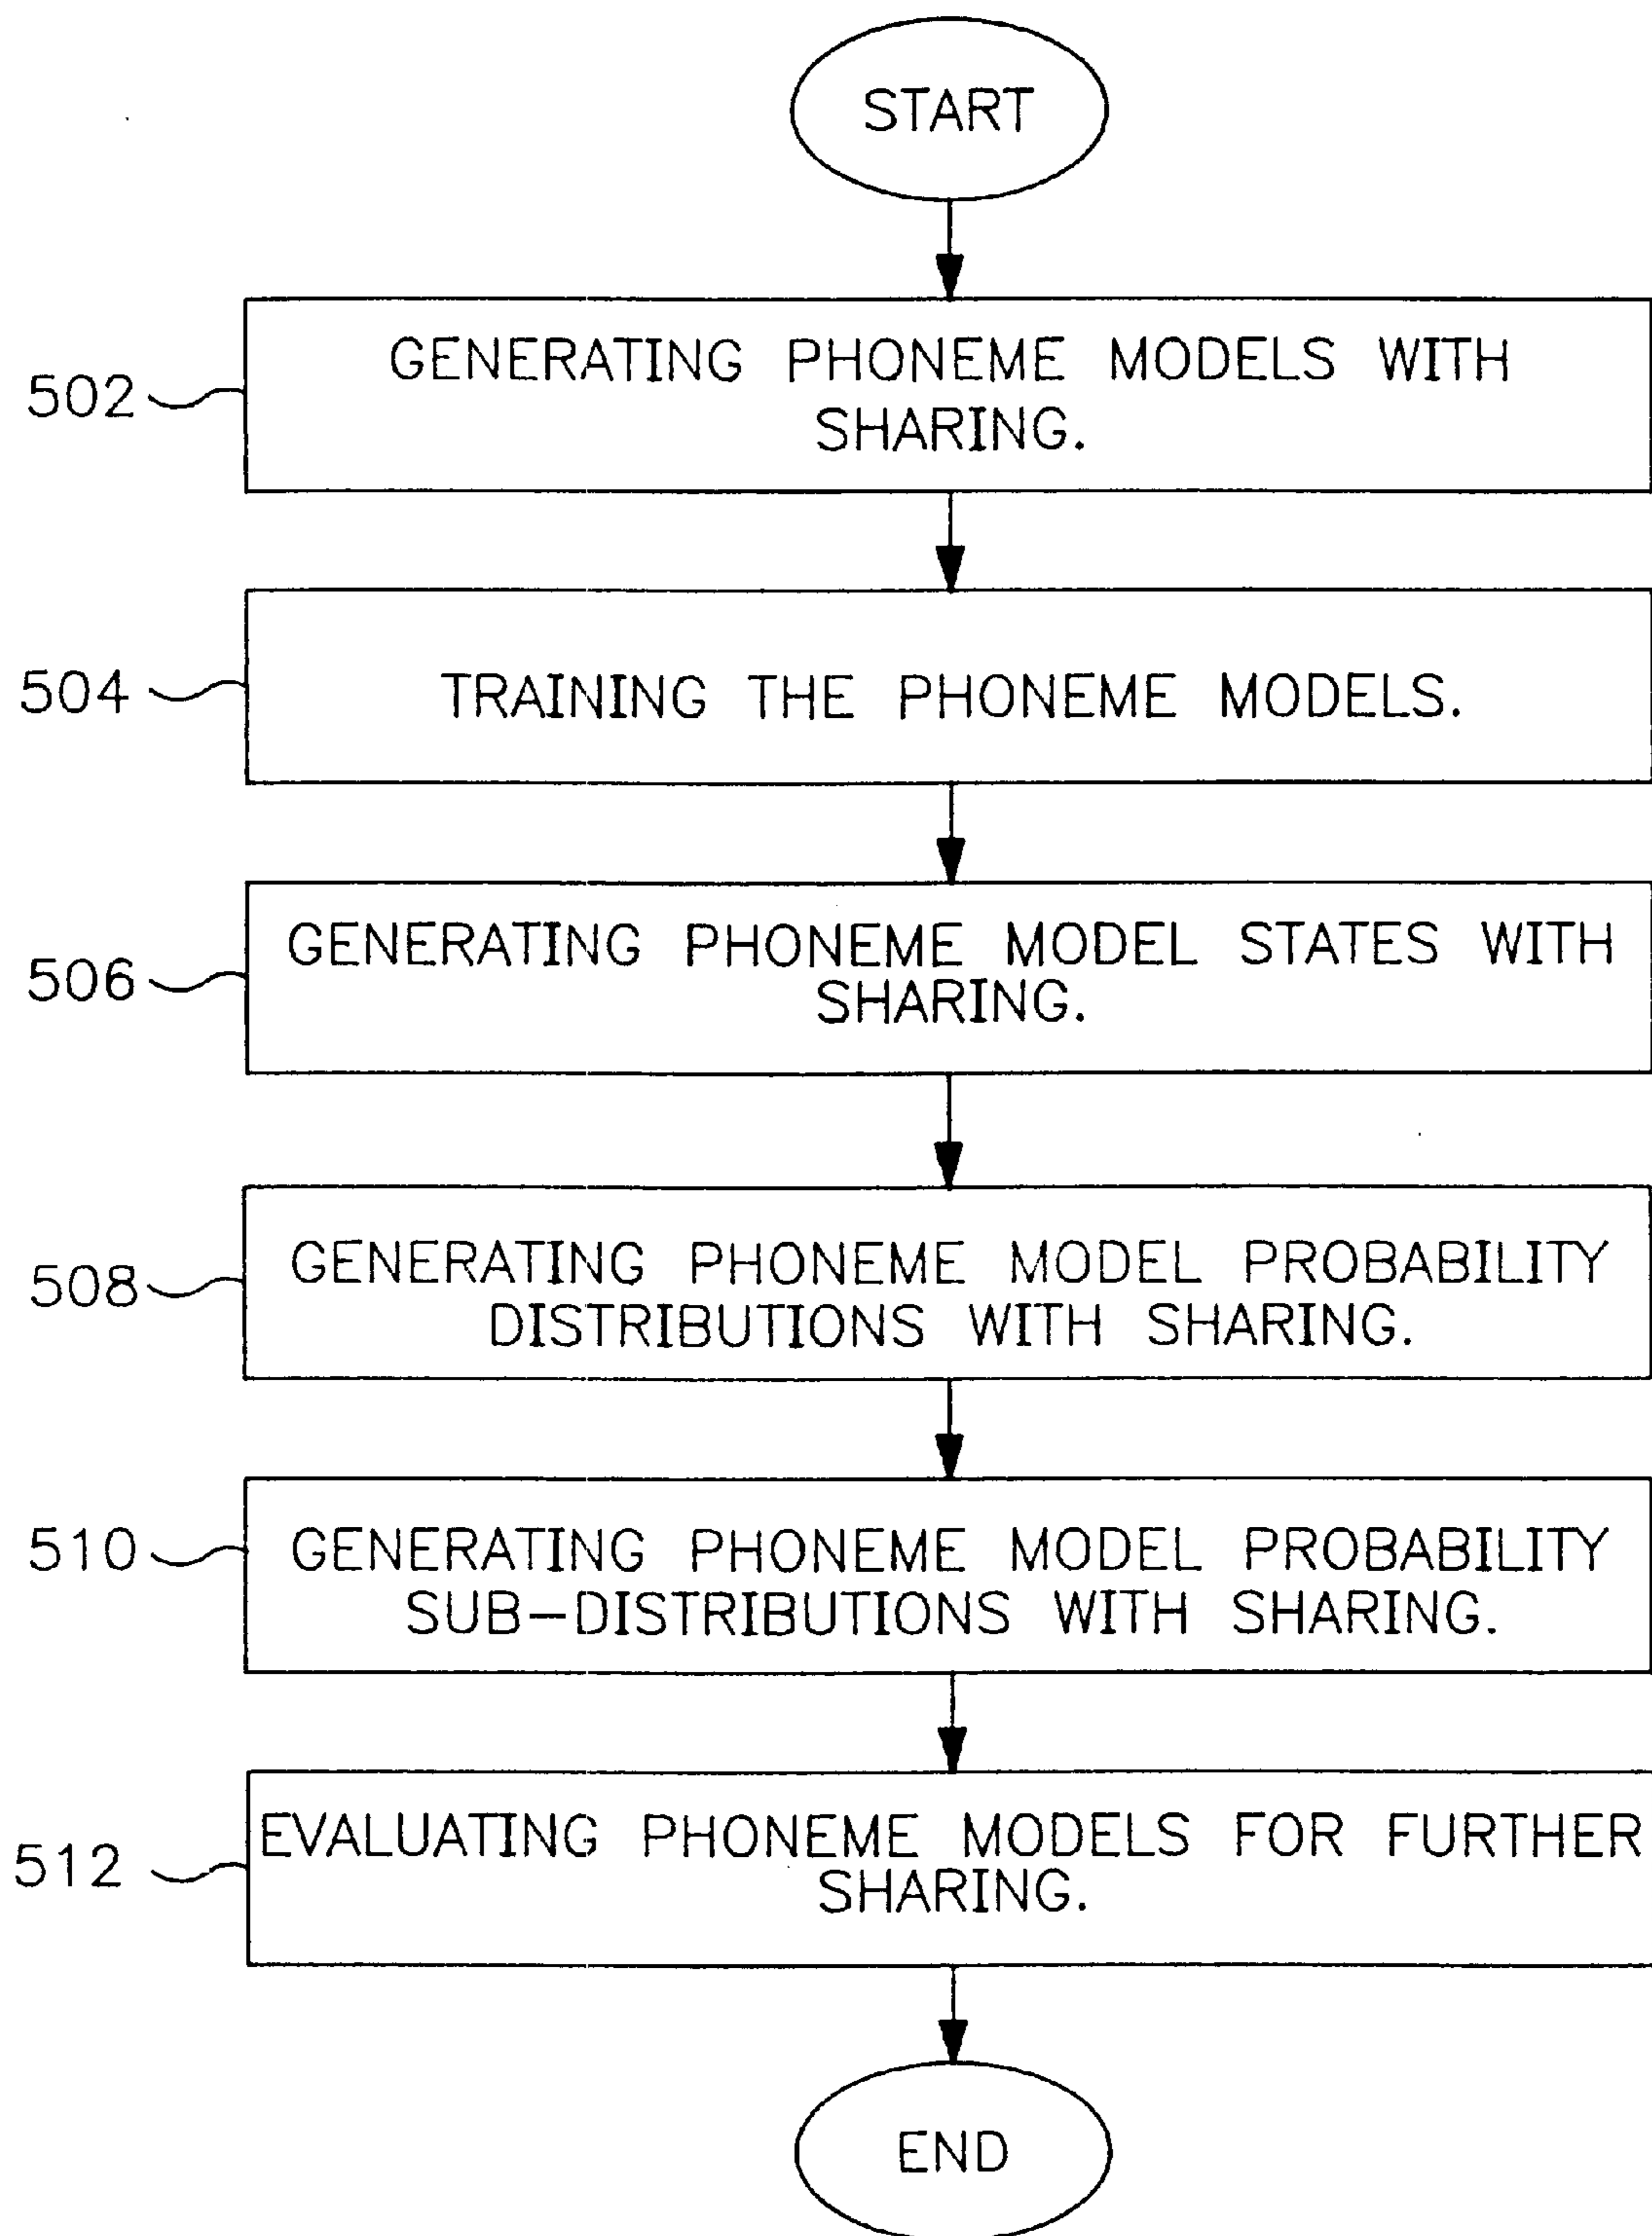 START
502
GENERATING PHONEME MODELS WITH
SHARING.
504
TRAINING THE PHONEME MODELS.
506
GENERATING PHONEME MODEL STATES WITH
SHARING.
508
GENERATING PHONEME MODEL PROBABILITY
DISTRIBUTIONS WITH SHARING.
510
GENERATING PHONEME MODEL PROBABILITY
SUB-DISTRIBUTIONS WITH SHARING.
512
EVALUATING PHONEME MODELS FOR FURTHER
SHARING.
END